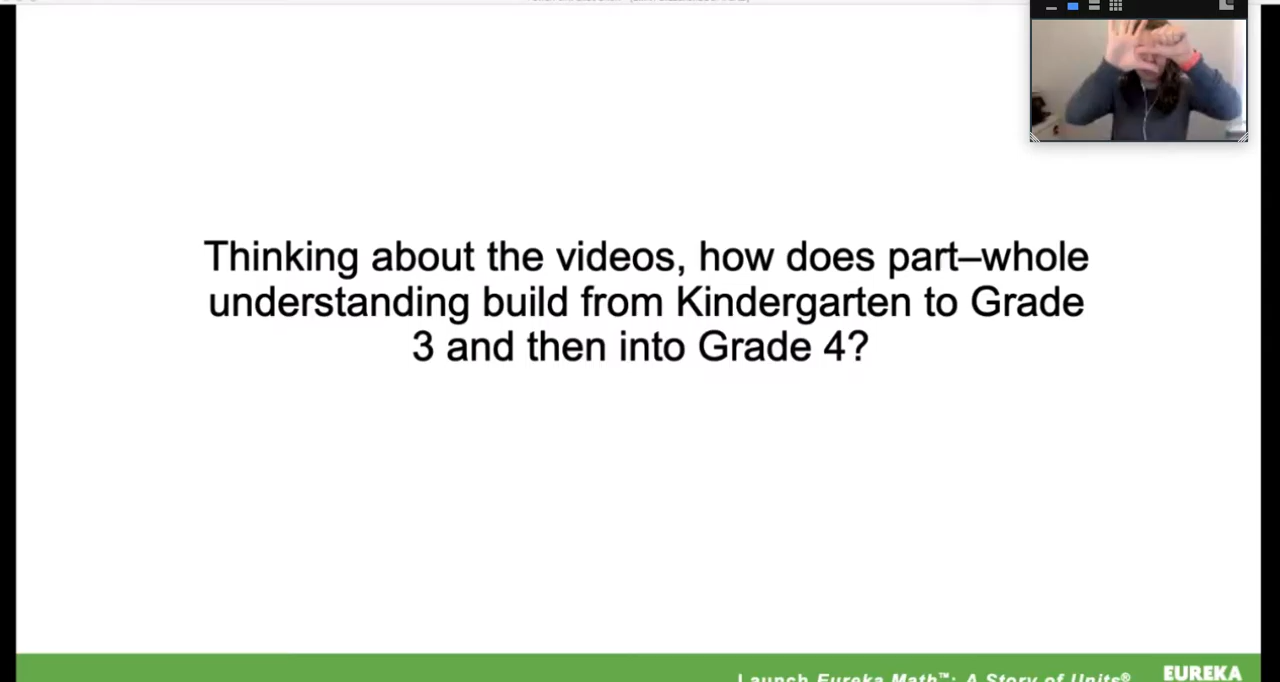 Thinking about the videos, how does part–whole
understanding build from Kindergarten to Grade
3 and then into Grade 4?
Launch Eureka Math™: A Story of Units®
EUREKA